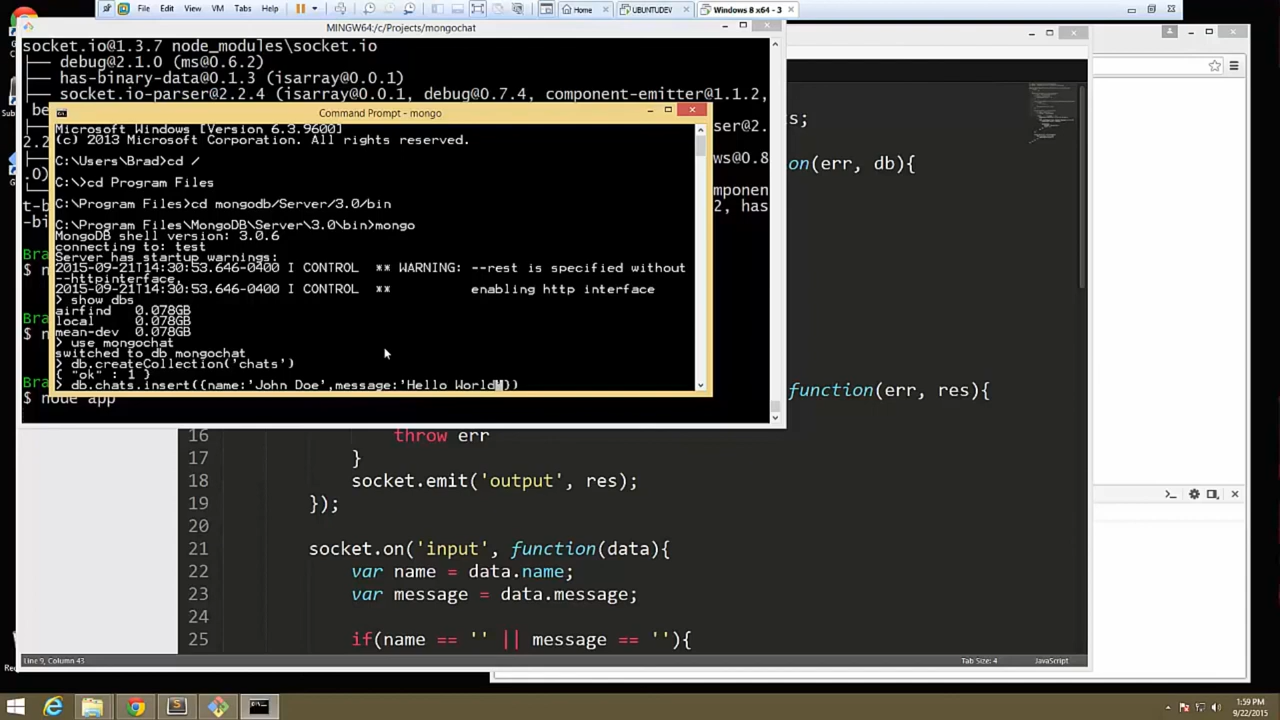 File Edit View VM Tabs Help
Home
UBUNTUDEV
Windows 8 x64 - 3
MINGW64:/c/Projects/mongochat
socket.io@1.3.7 node_modules\socket.io
├── debug@2.1.0 (ms@0.6.2)
├── has-binary-data@0.1.3 (isarray@0.0.1)
├── socket.io-parser@2.2.4 (isarray@0.0.1, debug@0.7.4, component-emitter@1.1.2,
Command Prompt - mongo
Microsoft Windows [Version 6.3.9600]
(c) 2013 Microsoft Corporation. All rights reserved.
C:\Users\Brad>cd /
C:\>cd Program Files
C:\Program Files>cd mongodb/Server/3.0/bin
C:\Program Files\MongoDB\Server\3.0\bin>mongo
MongoDB shell version: 3.0.6
connecting to: test
Server has startup warnings:
2015-09-21T14:30:53.646-0400 I CONTROL ** WARNING: --rest is specified without
--httpinterface,
2015-09-21T14:30:53.646-0400 I CONTROL ** enabling http interface
> show dbs
airfind 0.078GB
local 0.078GB
mean-dev 0.078GB
> use mongochat
switched to db mongochat
> db.createCollection('chats')
{ "ok" : 1 }
> db.chats.insert({name:'John Doe',message:'Hello World'})
$ node app
s;
on(err, db){
function(err, res){
16 throw err
17 }
18 socket.emit('output', res);
19 });
20
21 socket.on('input', function(data){
22 var name = data.name;
23 var message = data.message;
24
25 if(name == '' || message == ''){
Line 9, Column 43
Tab Size: 4
JavaScript
1:59 PM
9/22/2015